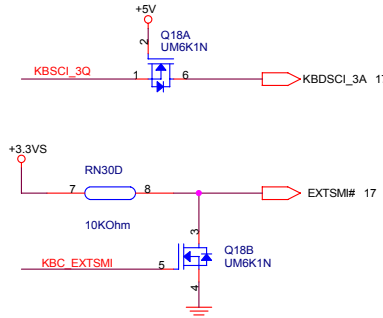 +5V
Q18A
UM6K1N
2
KBSCI_3Q
1
6
KBDSCI_3A 17
+3.3VS
RN30D
7
8
EXTSMI# 17
10KOhm
3
Q18B
UM6K1N
KBC_EXTSMI
5
4